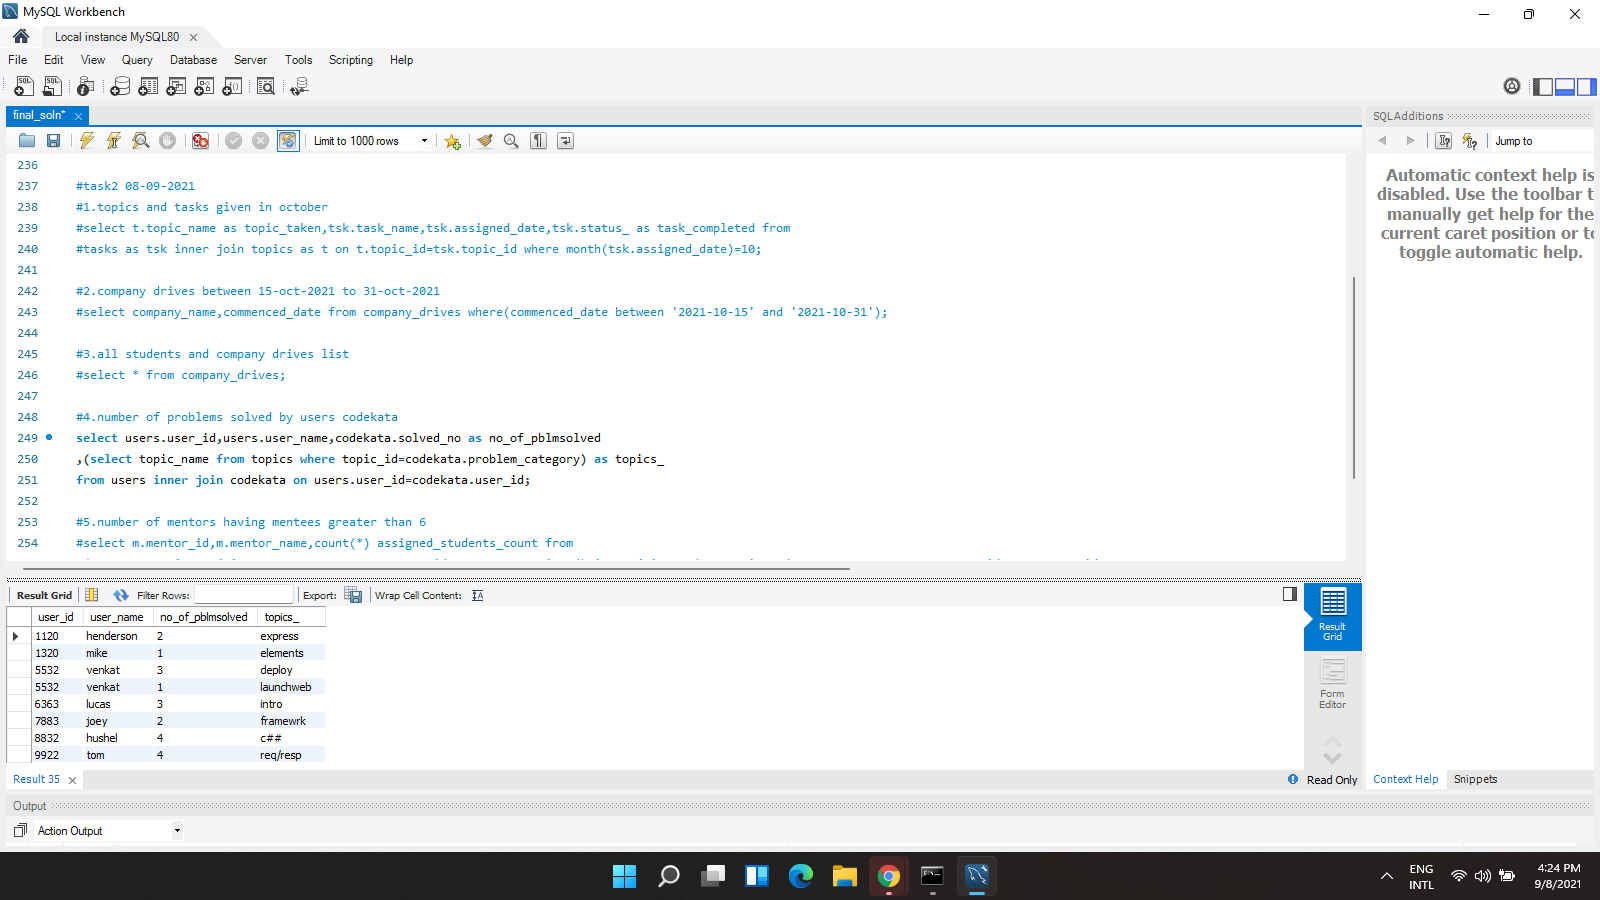 MySQL Workbench
Local instance MySQL80
File Edit View Query Database Server Tools Scripting Help
final_soln*
SQLAdditions
Limit to 1000 rows
Jump to
236
237 #task2 08-09-2021
238 #1.topics and tasks given in october
239 #select t.topic_name as topic_taken,tsk.task_name,tsk.assigned_date,tsk.status_ as task_completed from
240 #tasks as tsk inner join topics as t on t.topic_id=tsk.topic_id where month(tsk.assigned_date)=10;
241
242 #2.company drives between 15-oct-2021 to 31-oct-2021
243 #select company_name,commenced_date from company_drives where(commenced_date between '2021-10-15' and '2021-10-31');
244
245 #3.all students and company drives list
246 #select * from company_drives;
247
248 #4.number of problems solved by users codekata
249 select users.user_id,users.user_name,codekata.solved_no as no_of_pblmsolved
250 ,(select topic_name from topics where topic_id=codekata.problem_category) as topics_
251 from users inner join codekata on users.user_id=codekata.user_id;
252
253 #5.number of mentors having mentees greater than 6
254 #select m.mentor_id,m.mentor_name,count(*) assigned_students_count from
Automatic context help is
disabled. Use the toolbar t
manually get help for the
current caret position or to
toggle automatic help.
Result Grid Filter Rows: Export: Wrap Cell Content:
user_id user_name no_of_pblmsolved topics_
1120 henderson 2 express
1320 mike 1 elements
5532 venkat 3 deploy
5532 venkat 1 launchweb
6363 lucas 3 intro
7883 joey 2 framewrk
8832 hushel 4 c##
9922 tom 4 req/resp
Result
Grid
Form
Editor
Result 35
Read Only
Context Help Snippets
Output
Action Output
ENG
INTL
4:24 PM
9/8/2021